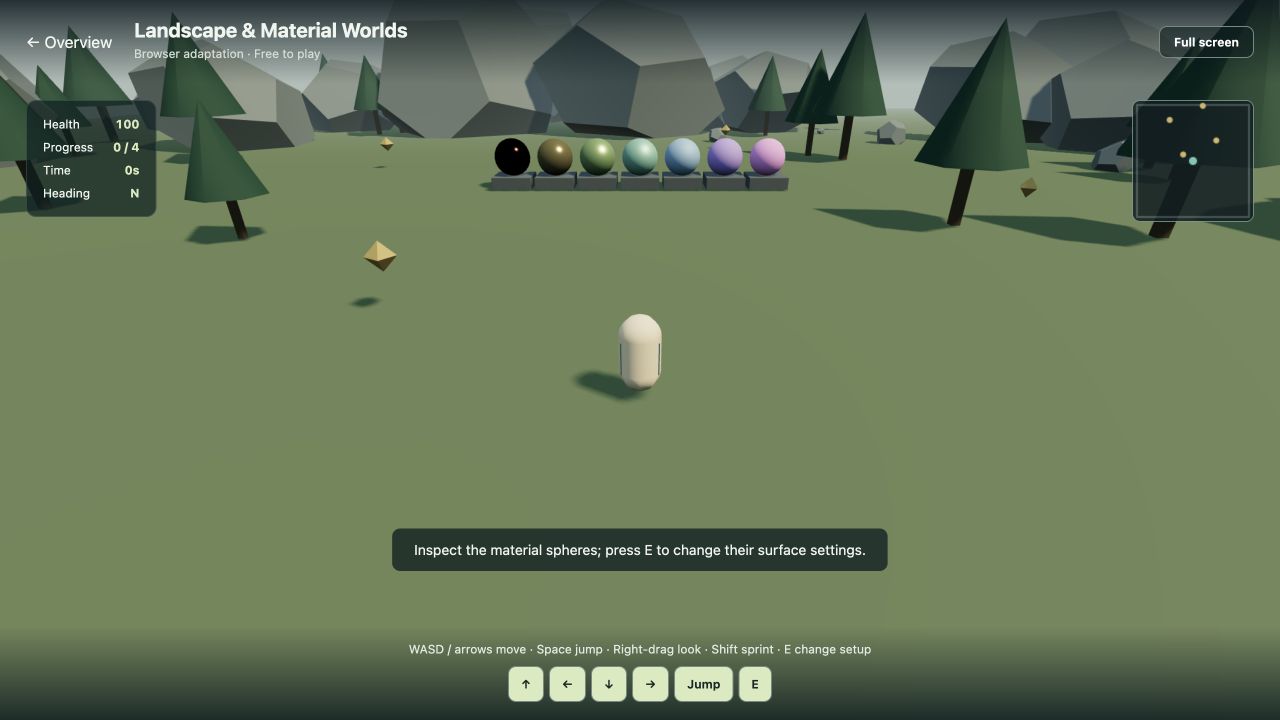 ← Overview
Landscape & Material Worlds
Browser adaptation · Free to play
Full screen
Health 100
Progress 0 / 4
Time 0s
Heading N
Inspect the material spheres; press E to change their surface settings.
WASD / arrows move · Space jump · Right-drag look · Shift sprint · E change setup
↑ ← ↓ → Jump E